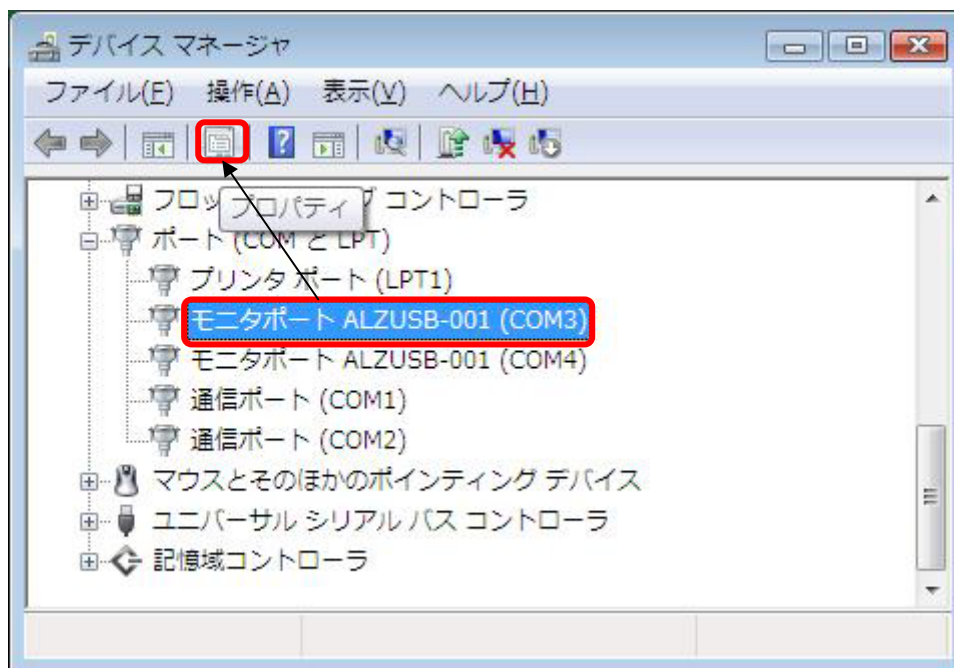 デバイス マネージャ
ファイル(F) 操作(A) 表示(V) ヘルプ(H)
フロッ コントローラ
プロパティ
ポート (COM と LPT)
プリンタ ポート (LPT1)
モニタポート ALZUSB-001 (COM3)
モニタポート ALZUSB-001 (COM4)
通信ポート (COM1)
通信ポート (COM2)
マウスとそのほかのポインティング デバイス
ユニバーサル シリアル バス コントローラ
記憶域コントローラ